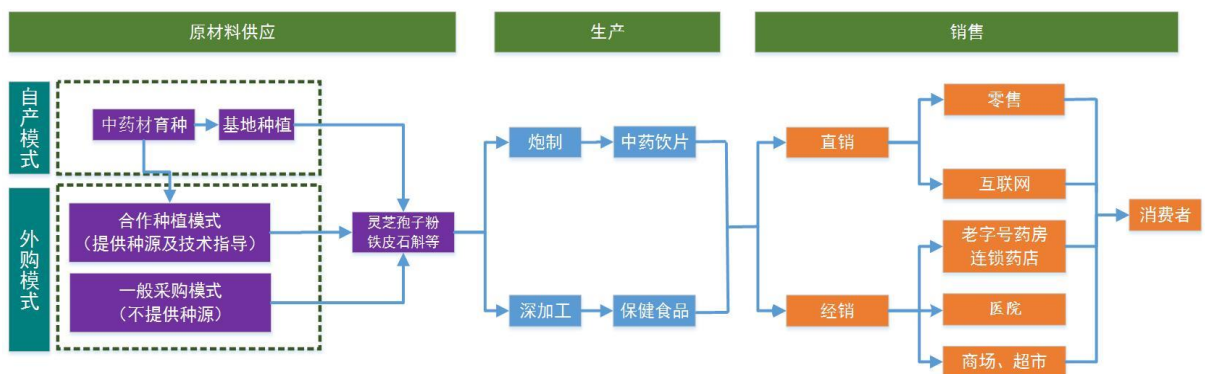 原材料供应
生产
销售
自产模式
中药材育种
基地种植
外购模式
合作种植模式
（提供种源及技术指导）
一般采购模式
（不提供种源）
灵芝孢子粉
铁皮石斛等
炮制
中药饮片
深加工
保健食品
直销
经销
零售
互联网
老字号药房
连锁药店
医院
商场、超市
消费者